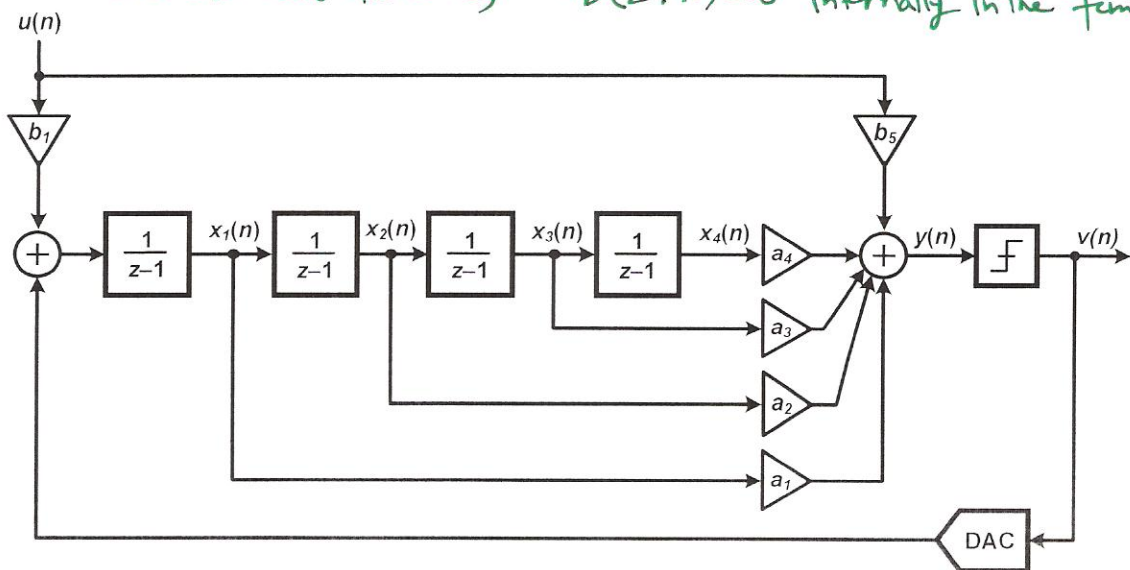 internally in the
u(n)
b₁
b₅
x₁(n) x₂(n) x₃(n) x₄(n) y(n) v(n)
+ 1/z–1 1/z–1 1/z–1 1/z–1 a₄ +
a₃
a₂
a₁
DAC